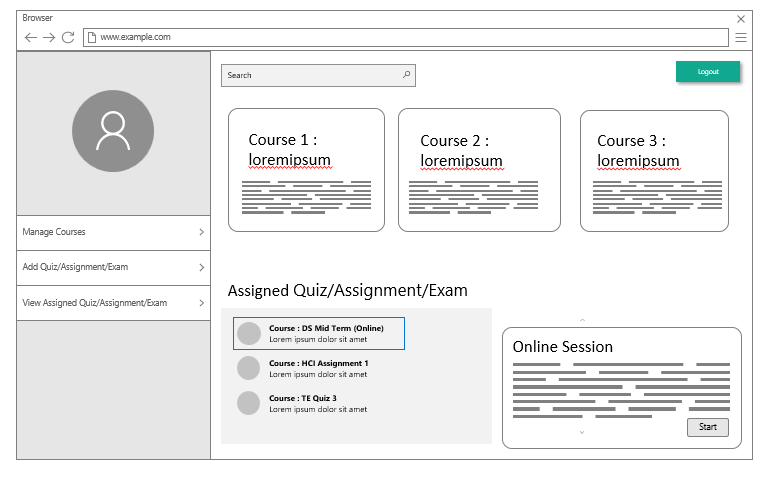 Browser
www.example.com
Search
Logout
Manage Courses
Add Quiz/Assignment/Exam
View Assigned Quiz/Assignment/Exam
Course 1 :
loremipsum
Course 2 :
loremipsum
Course 3 :
loremipsum
Assigned Quiz/Assignment/Exam
Course : DS Mid Term (Online)
Lorem ipsum dolor sit amet
Course : HCI Assignment 1
Lorem ipsum dolor sit amet
Course : TE Quiz 3
Lorem ipsum dolor sit amet
Online Session
Start